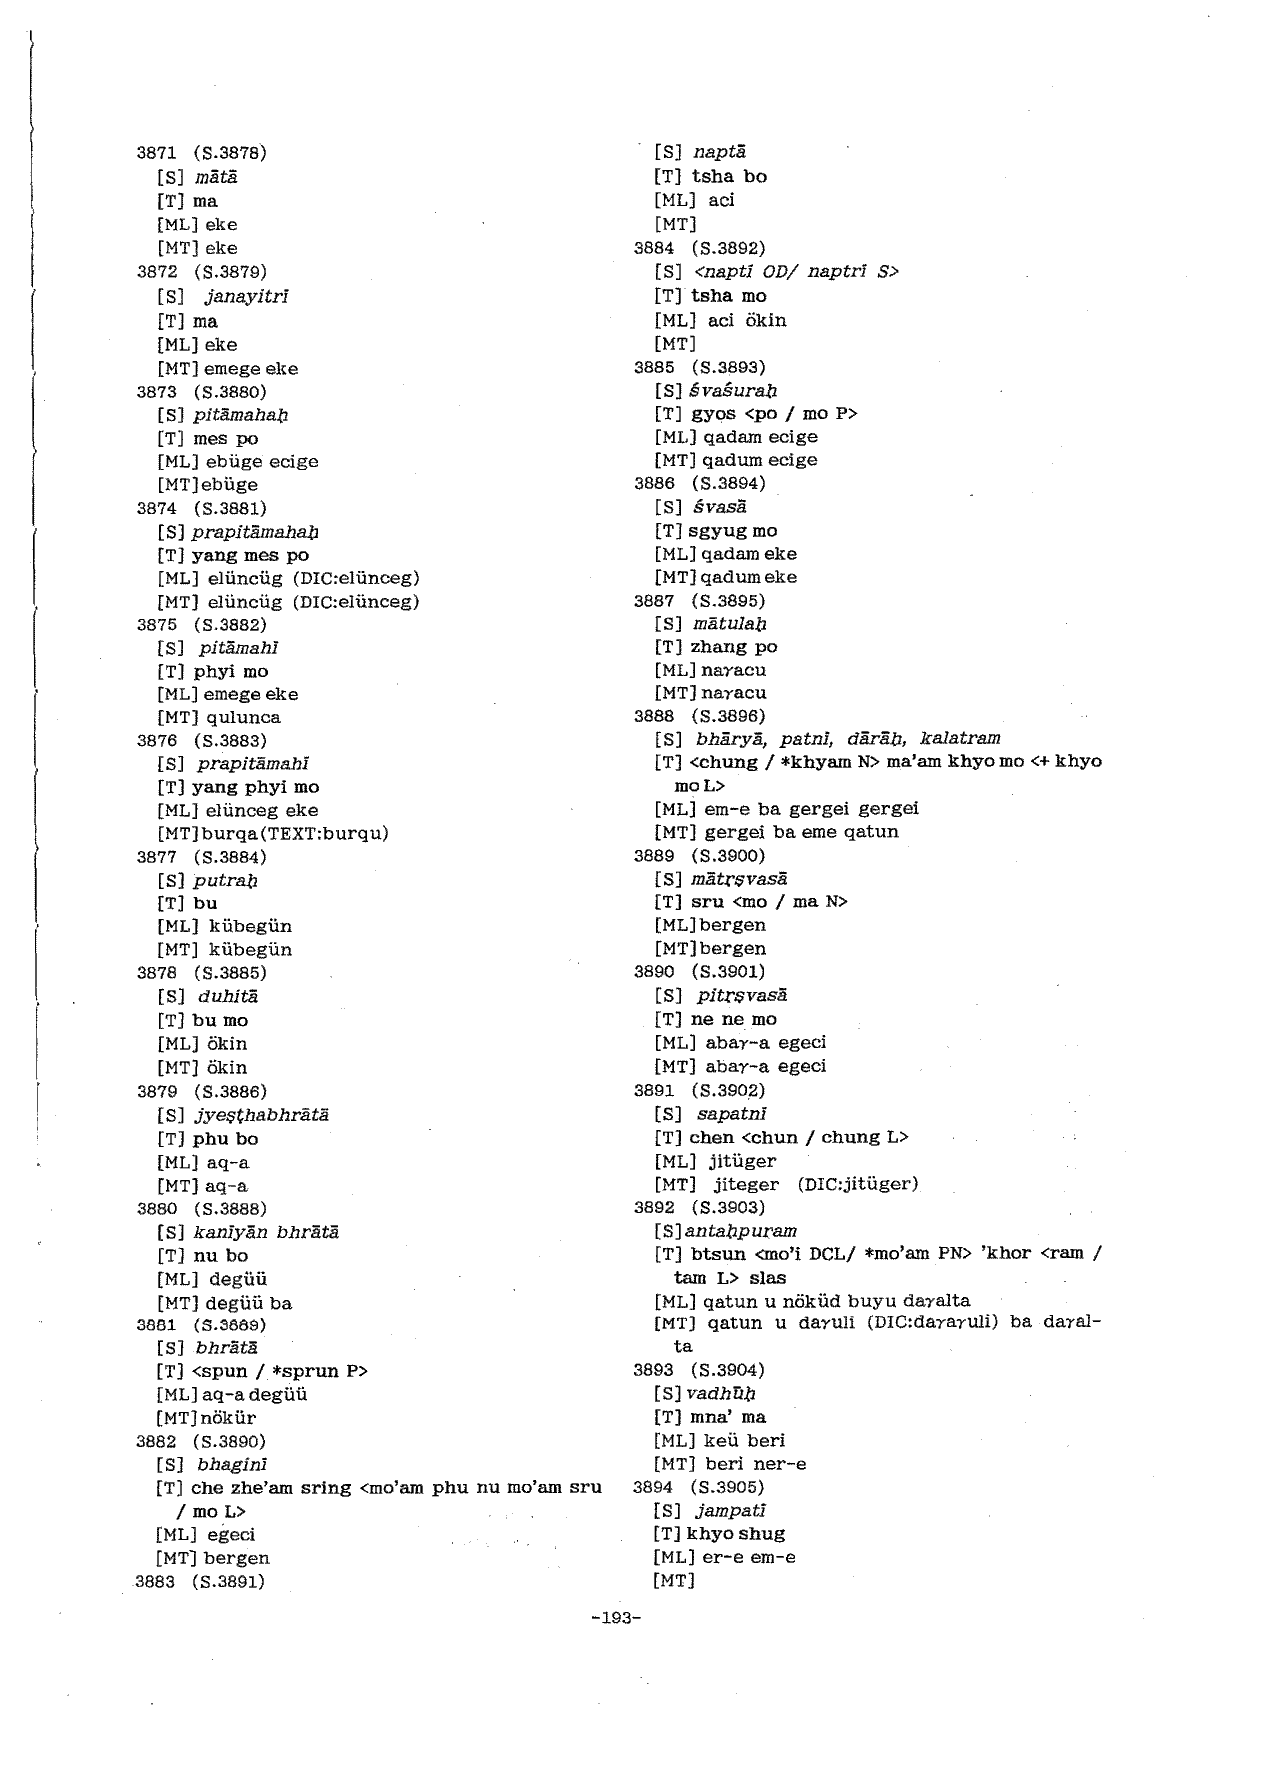 3871 (S.3878)
[S] mātā
[T] ma
[ML] eke
[MT] eke
3872 (S.3879)
[S] janayitrī
[T] ma
[ML] eke
[MT] emege eke
3873 (S.3880)
[S] pitāmahaḥ
[T] mes po
[ML] ebüge ecige
[MT] ebüge
3874 (S.3881)
[S] prapitāmahaḥ
[T] yang mes po
[ML] elüncüg (DIC:elünceg)
[MT] elüncüg (DIC:elünceg)
3875 (S.3882)
[S] pitāmahī
[T] phyi mo
[ML] emege eke
[MT] qulunca
3876 (S.3883)
[S] prapitāmahī
[T] yang phyi mo
[ML] elünceg eke
[MT] burqa(TEXT:burqu)
3877 (S.3884)
[S] putraḥ
[T] bu
[ML] kübegün
[MT] kübegün
3878 (S.3885)
[S] duhitā
[T] bu mo
[ML] ökin
[MT] ökin
3879 (S.3886)
[S] jyeṣṭhabhrātā
[T] phu bo
[ML] aq-a
[MT] aq-a
3880 (S.3888)
[S] kanīyān bhrātā
[T] nu bo
[ML] degüü
[MT] degüü ba
3881 (S.3889)
[S] bhrātā
[T] <spun / *sprun P>
[ML] aq-a degüü
[MT] nökür
3882 (S.3890)
[S] bhaginī
[T] che zhe'am sring <mo'am phu nu mo'am sru
/ mo L>
[ML] egeci
[MT] bergen
3883 (S.3891)
[S] naptā
[T] tsha bo
[ML] aci
[MT]
3884 (S.3892)
[S] <naptī OD/ naptrī S>
[T] tsha mo
[ML] aci ökin
[MT]
3885 (S.3893)
[S] śvaśuraḥ
[T] gyos <po / mo P>
[ML] qadam ecige
[MT] qadum ecige
3886 (S.3894)
[S] śvasā
[T] sgyug mo
[ML] qadam eke
[MT] qadum eke
3887 (S.3895)
[S] mātulaḥ
[T] zhang po
[ML] naγacu
[MT] naγacu
3888 (S.3896)
[S] bhāryā, patnī, dārāḥ, kalatram
[T] <chung / *khyam N> ma'am khyo mo <+ khyo
mo L>
[ML] em-e ba gergei gergei
[MT] gergei ba eme qatun
3889 (S.3900)
[S] mātṛṣvasā
[T] sru <mo / ma N>
[ML] bergen
[MT] bergen
3890 (S.3901)
[S] pitṛṣvasā
[T] ne ne mo
[ML] abaγ-a egeci
[MT] abaγ-a egeci
3891 (S.3902)
[S] sapatnī
[T] chen <chun / chung L>
[ML] jitüger
[MT] jiteger (DIC:jitüger)
3892 (S.3903)
[S] antaḥpuram
[T] btsun <mo'i DCL/ *mo'am PN> 'khor <ram /
tam L> slas
[ML] qatun u nöküd buyu daγalta
[MT] qatun u daγuli (DIC:daγaγuli) ba daγal-
ta
3893 (S.3904)
[S] vadhūḥ
[T] mna' ma
[ML] keü beri
[MT] beri ner-e
3894 (S.3905)
[S] jampatī
[T] khyo shug
[ML] er-e em-e
[MT]
-193-